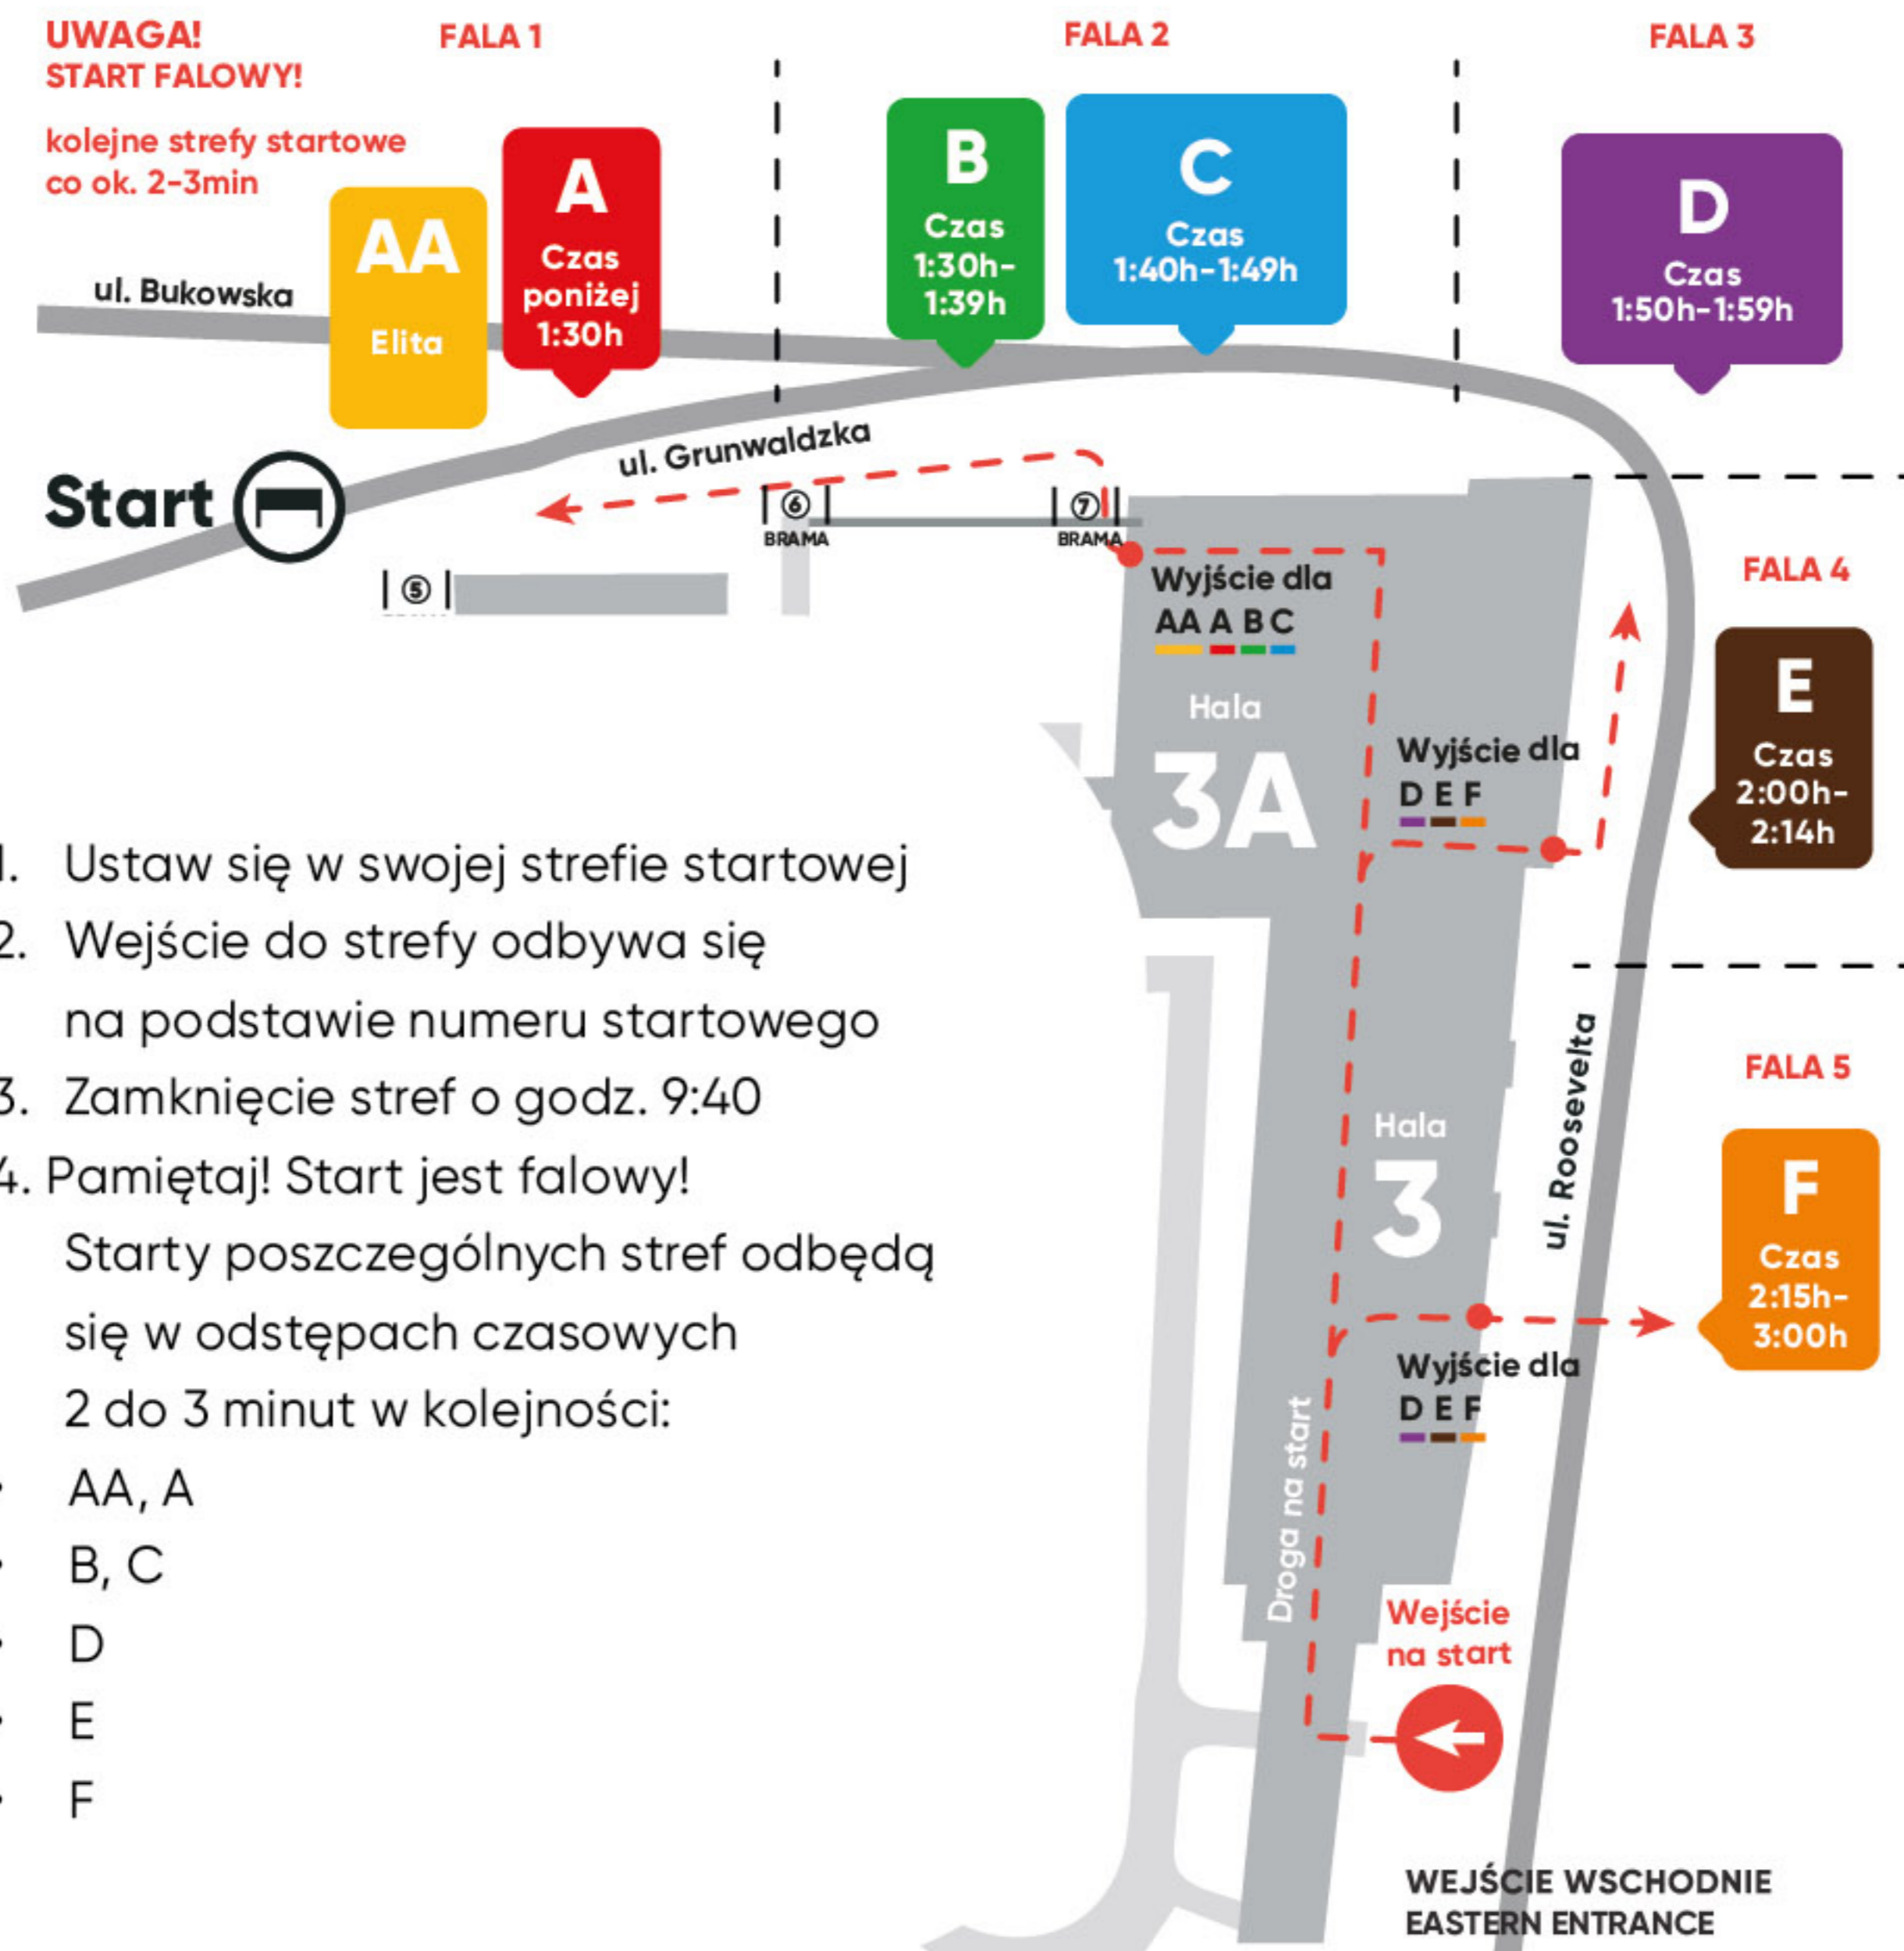 UWAGA!
START FALOWY!
kolejne strefy startowe
co ok. 2-3min
FALA 1
FALA 2
FALA 3
AA
Elita
A
Czas
poniżej
1:30h
B
Czas
1:30h-
1:39h
C
Czas
1:40h-1:49h
D
Czas
1:50h-1:59h
ul. Bukowska
ul. Grunwaldzka
Start
5
6
BRAMA
7
BRAMA
Wyjście dla
AA A B C
Hala
3A
Wyjście dla
D E F
FALA 4
E
Czas
2:00h-
2:14h
1. Ustaw się w swojej strefie startowej
2. Wejście do strefy odbywa się
na podstawie numeru startowego
3. Zamknięcie stref o godz. 9:40
4. Pamiętaj! Start jest falowy!
Starty poszczególnych stref odbędą
się w odstępach czasowych
2 do 3 minut w kolejności:
• AA, A
• B, C
• D
• E
• F
Hala
3
ul. Roosevelta
FALA 5
F
Czas
2:15h-
3:00h
Wyjście dla
D E F
Droga na start
Wejście
na start
WEJŚCIE WSCHODNIE
EASTERN ENTRANCE